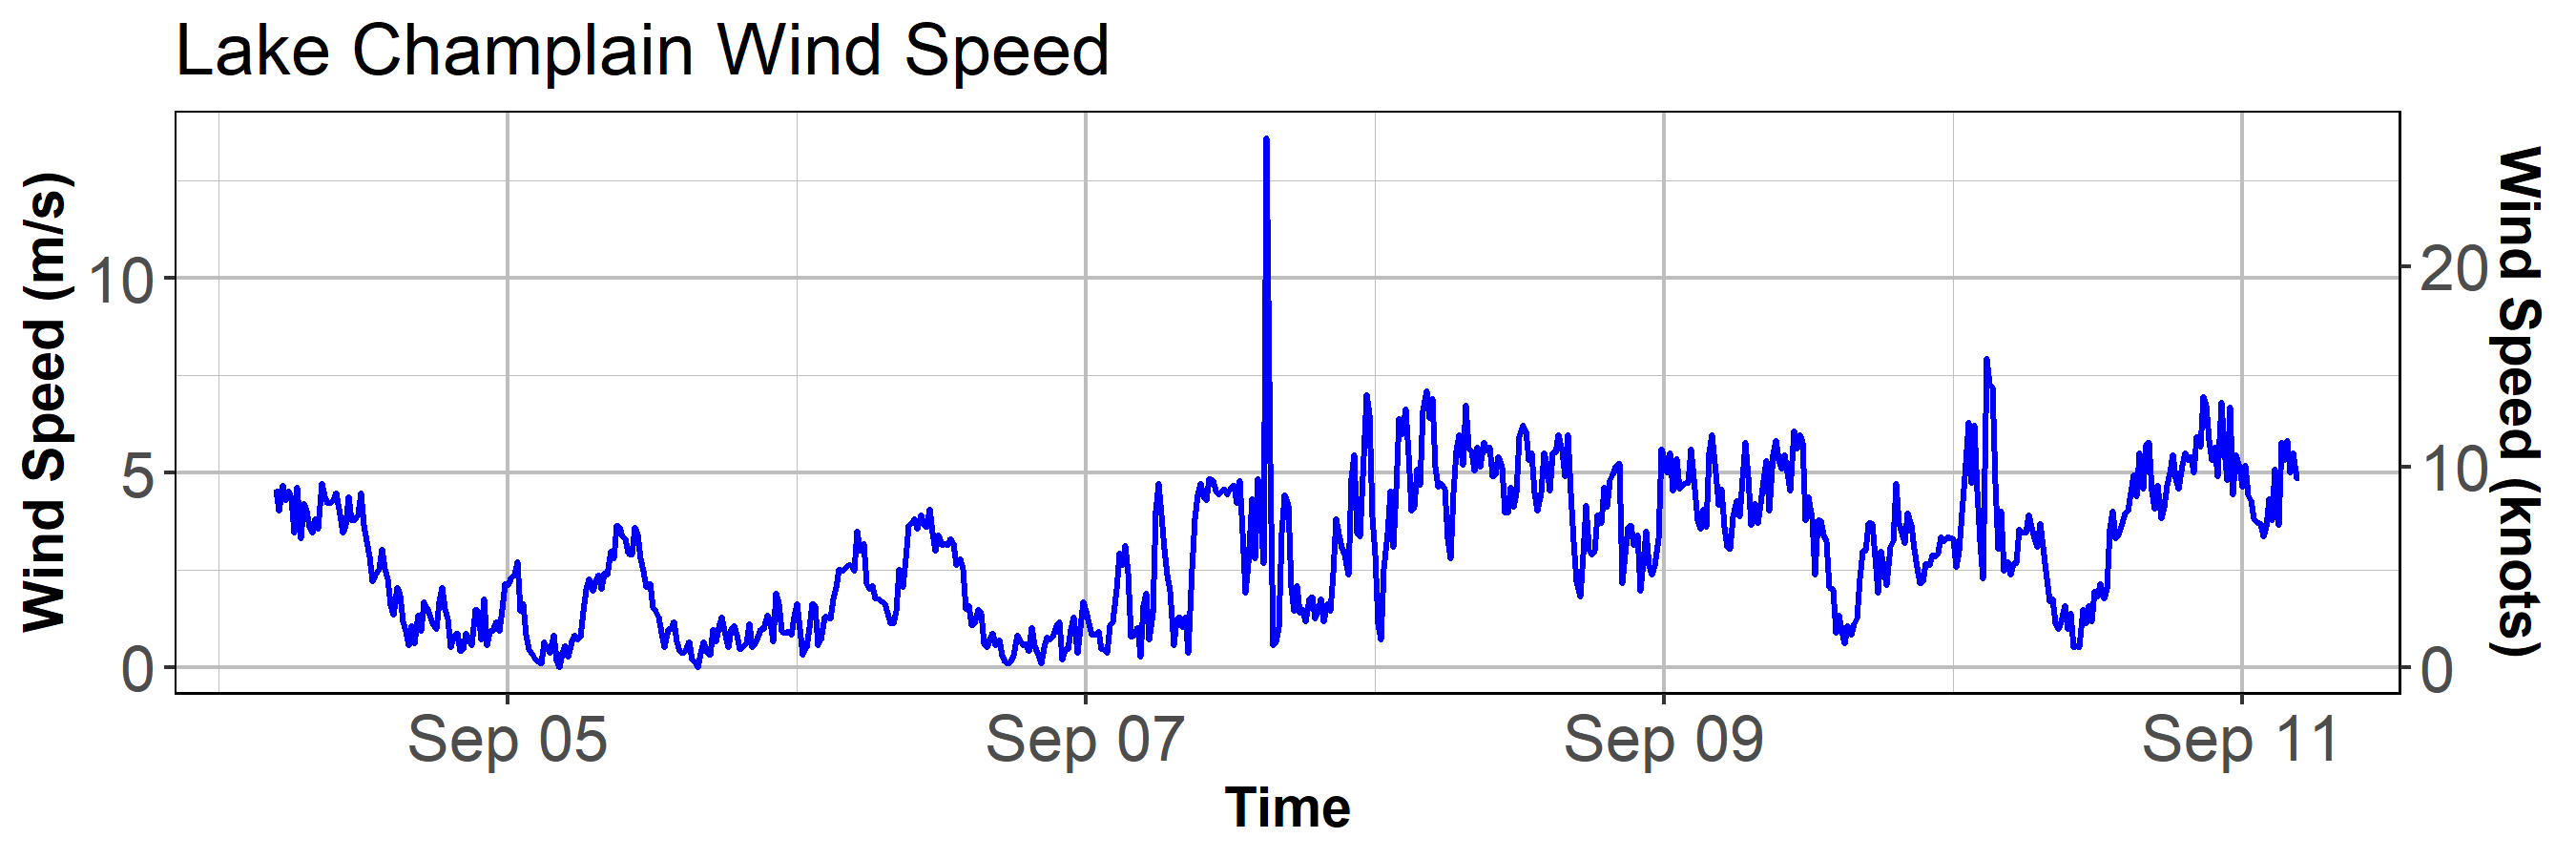 Lake Champlain Wind Speed
Wind Speed (m/s)
10
5
0
20
10
0
Wind Speed (knots)
Sep 05
Sep 07
Sep 09
Sep 11
Time